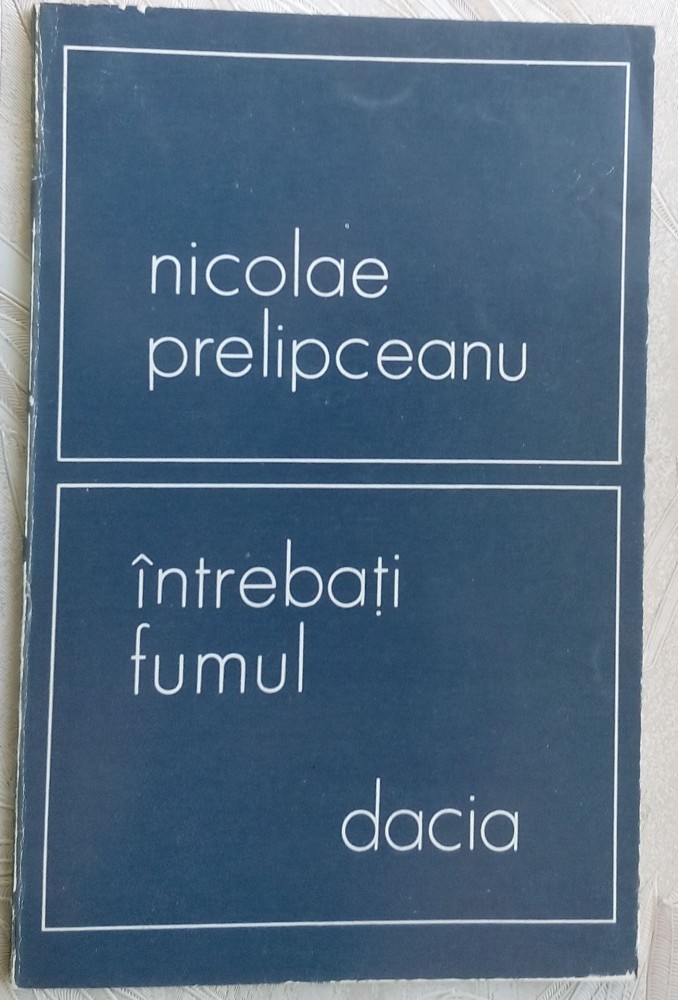 nicolae
prelipceanu
întrebați
fumul
dacia